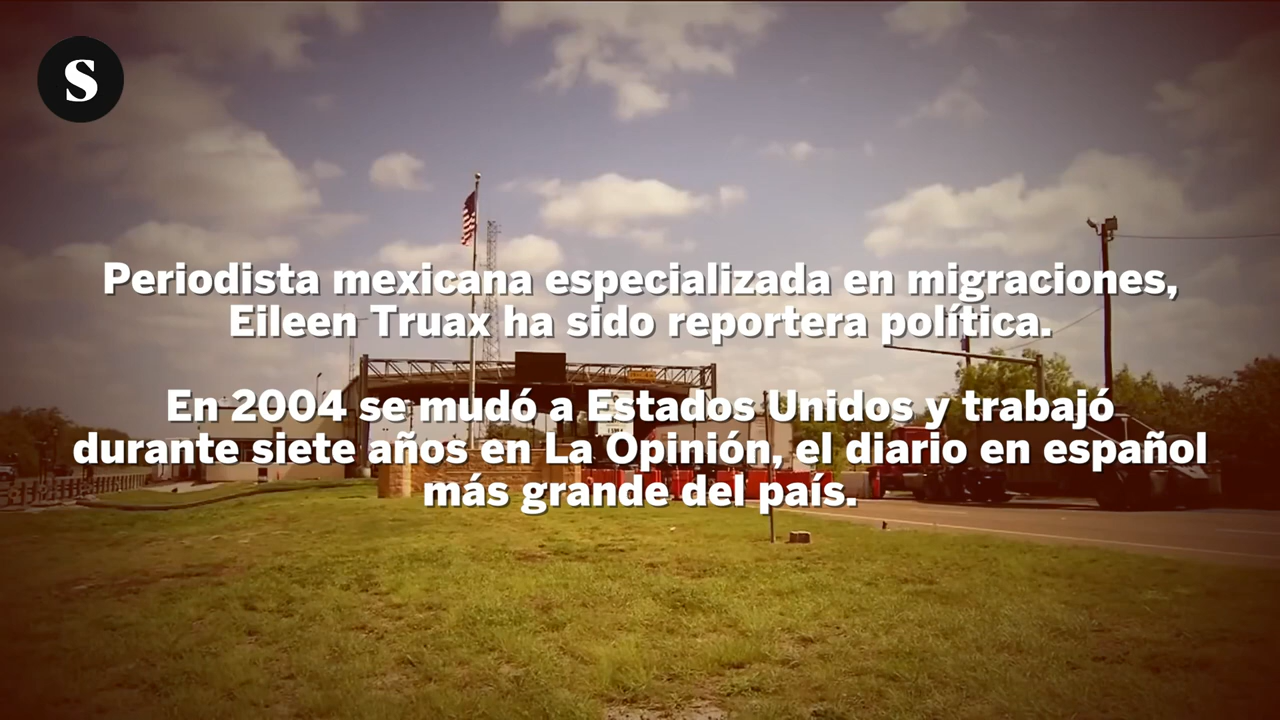 S
Periodista mexicana especializada en migraciones,
Eileen Truax ha sido reportera política.
En 2004 se mudó a Estados Unidos y trabajó
durante siete años en La Opinión, el diario en español
más grande del país.